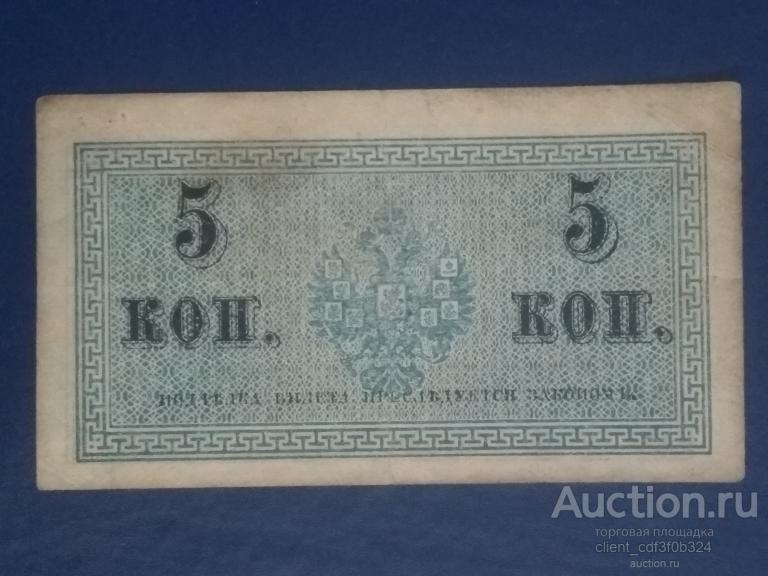 5 5
КОП. КОП.
ПОДДѢЛКА БИЛЕТА ПРЕСЛѢДУЕТСЯ ЗАКОНОМЪ.
Auction.ru
торговая площадка
client_cdf3f0b324
auction.ru